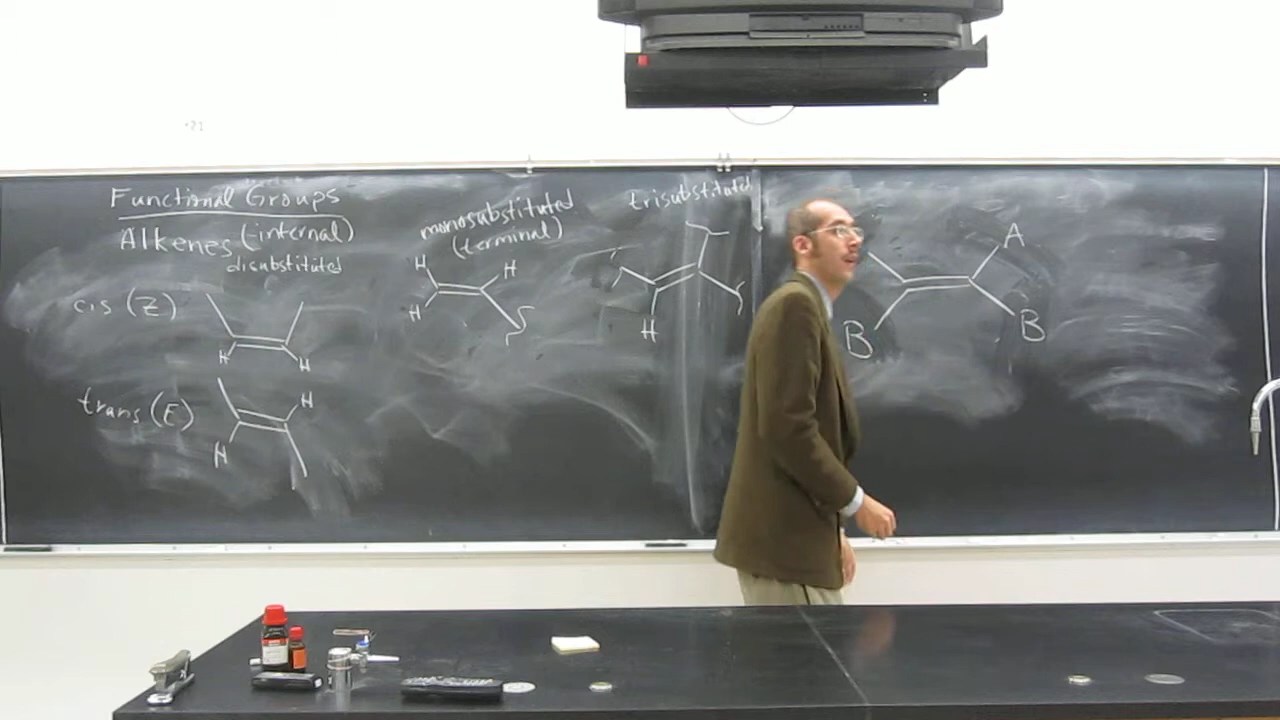 Functional Groups
Alkenes (internal)
disubstituted
cis (Z)
H
H
trans (E)
H
H
monosubstituted
(terminal)
H
H
H
trisubstituted
H
A
B
B